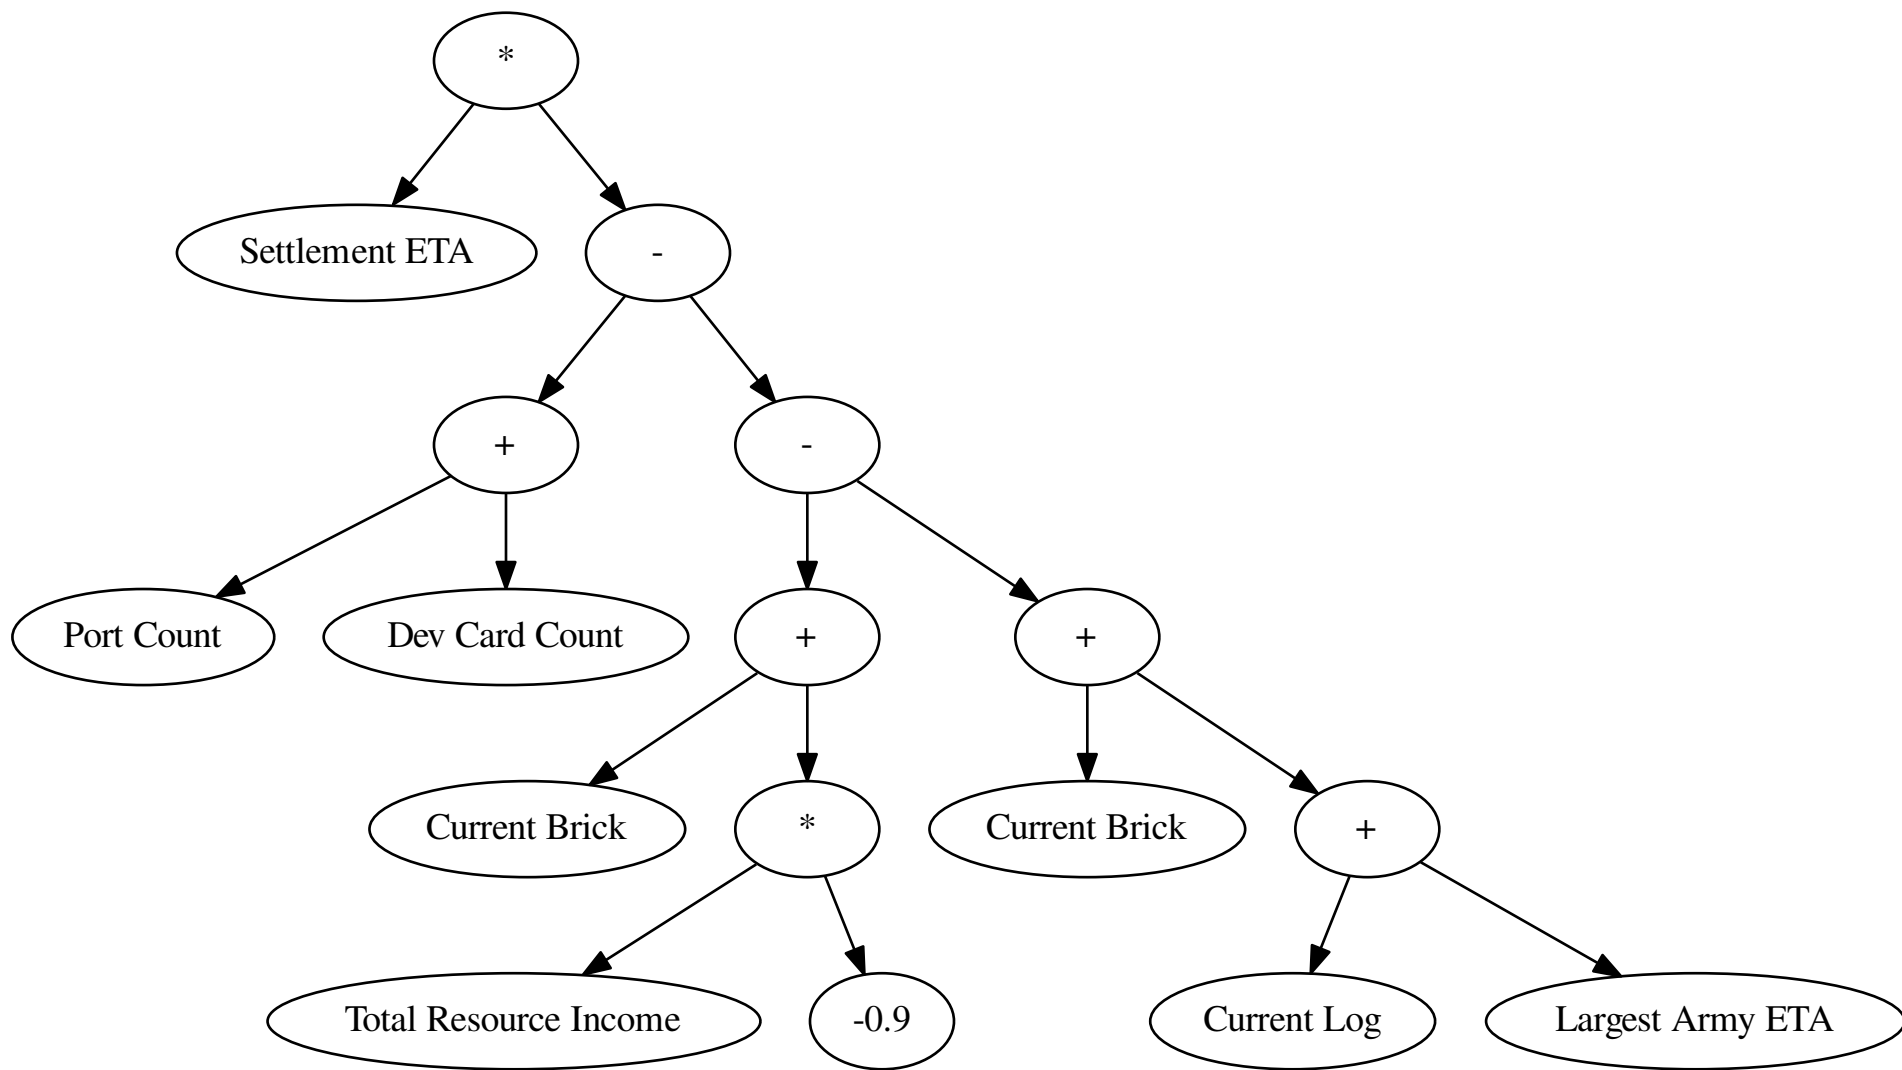 *
Settlement ETA
-
+
-
Port Count
Dev Card Count
+
+
Current Brick
*
Current Brick
+
Total Resource Income
-0.9
Current Log
Largest Army ETA